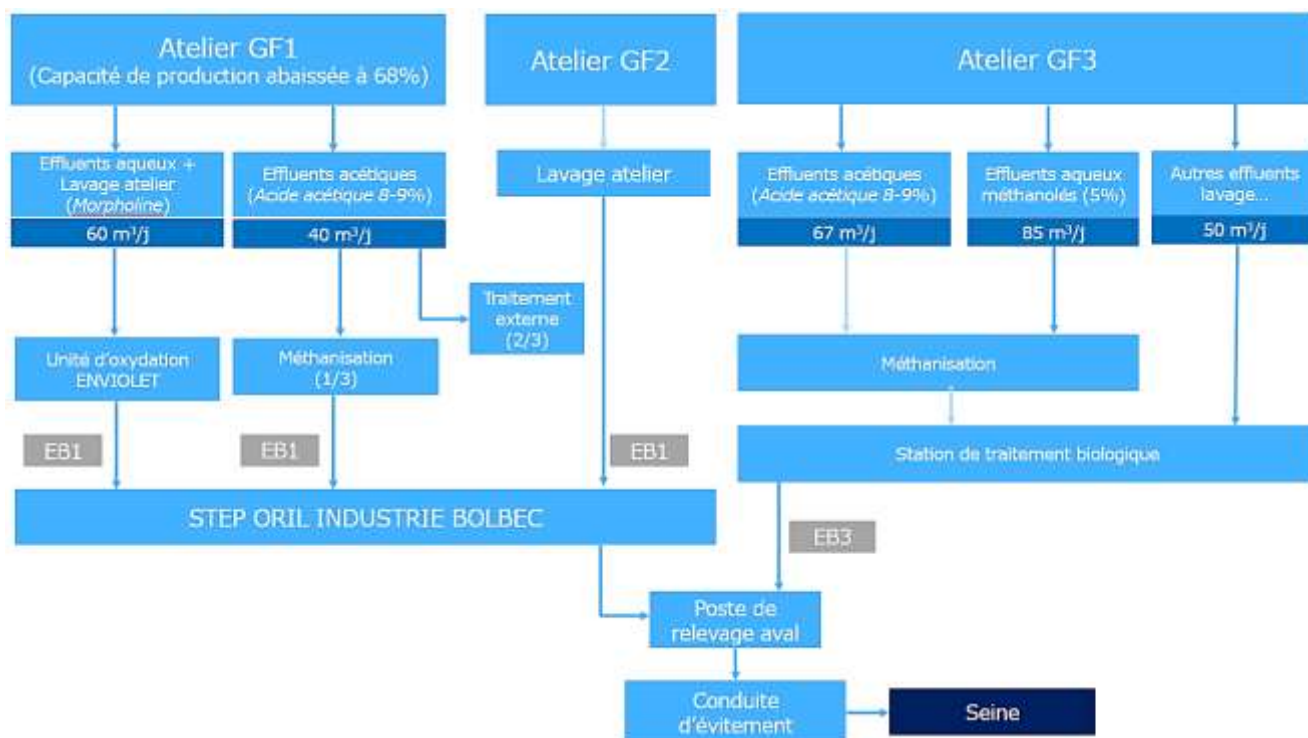 Atelier GF1
(Capacité de production abaissée à 68%)
Atelier GF2
Atelier GF3
Effluents aqueux +
Lavage atelier
(Morpholine)
60 m³/j
Effluents acétiques
(Acide acétique 8-9%)
40 m³/j
Lavage atelier
Effluents acétiques
(Acide acétique 8-9%)
67 m³/j
Effluents aqueux
méthanolés (5%)
85 m³/j
Autres effluents
lavage...
50 m³/j
Traitement
externe
(2/3)
Unité d'oxydation
ENVIOLET
Méthanisation
(1/3)
Méthanisation
EB1
EB1
EB1
Station de traitement biologique
STEP ORIL INDUSTRIE BOLBEC
EB3
Poste de
relevage aval
Conduite
d'évitement
Seine